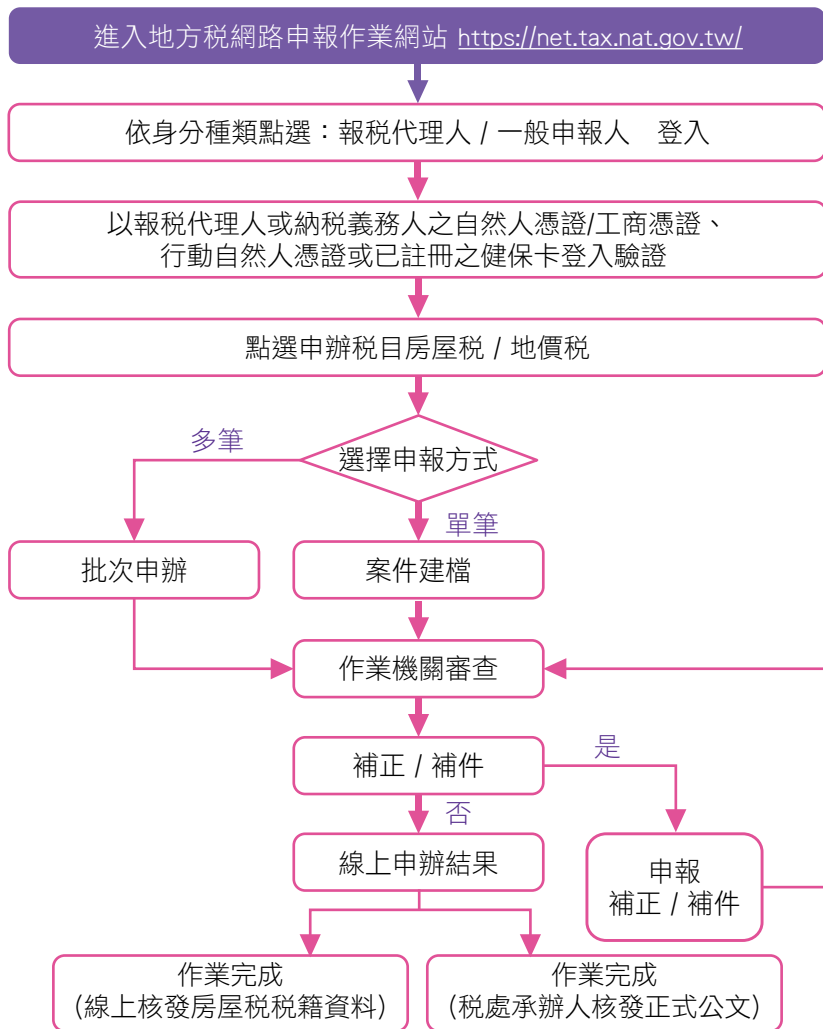 進入地方稅網路申報作業網站 https://net.tax.nat.gov.tw/
依身分種類點選：報稅代理人 / 一般申報人　登入
以報稅代理人或納稅義務人之自然人憑證/工商憑證、
行動自然人憑證或已註冊之健保卡登入驗證
點選申辦稅目房屋稅 / 地價稅
選擇申報方式
多筆
單筆
批次申辦
案件建檔
作業機關審查
補正 / 補件
是
否
線上申辦結果
申報
補正 / 補件
作業完成
(線上核發房屋稅稅籍資料)
作業完成
(稅處承辦人核發正式公文)